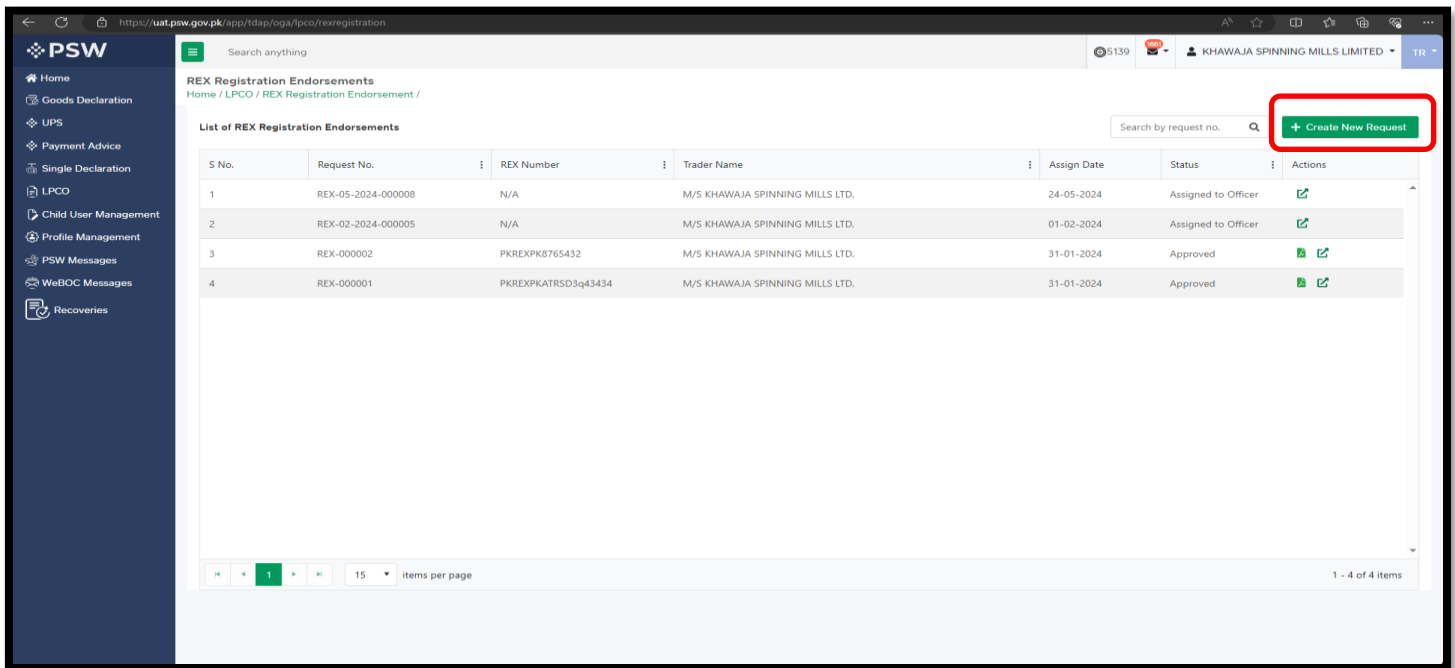 https://uat.psw.gov.pk/app/tdap/oga/lpco/rexregistration
PSW
Search anything
5139
1661
KHAWAJA SPINNING MILLS LIMITED
TR
Home
Goods Declaration
UPS
Payment Advice
Single Declaration
LPCO
Child User Management
Profile Management
PSW Messages
WeBOC Messages
Recoveries
REX Registration Endorsements
Home / LPCO / REX Registration Endorsement /
List of REX Registration Endorsements
Search by request no.
+ Create New Request
S No. Request No. REX Number Trader Name Assign Date Status Actions
1 REX-05-2024-000008 N/A M/S KHAWAJA SPINNING MILLS LTD, 24-05-2024 Assigned to Officer
2 REX-02-2024-000005 N/A M/S KHAWAJA SPINNING MILLS LTD, 01-02-2024 Assigned to Officer
3 REX-000002 PKREXPK8765432 M/S KHAWAJA SPINNING MILLS LTD, 31-01-2024 Approved
4 REX-000001 PKREXPKATRSD3q43434 M/S KHAWAJA SPINNING MILLS LTD, 31-01-2024 Approved
1 15 items per page 1 - 4 of 4 items